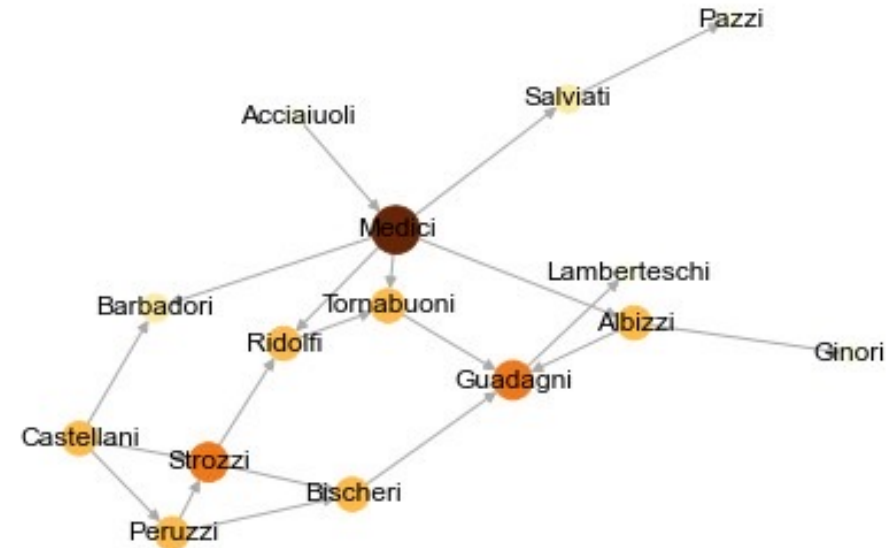 Pazzi
Salviati
Acciaiuoli
Medici
Lamberteschi
Barbadori
Tornabuoni
Albizzi
Ridolfi
Ginori
Guadagni
Castellani
Strozzi
Bischeri
Peruzzi